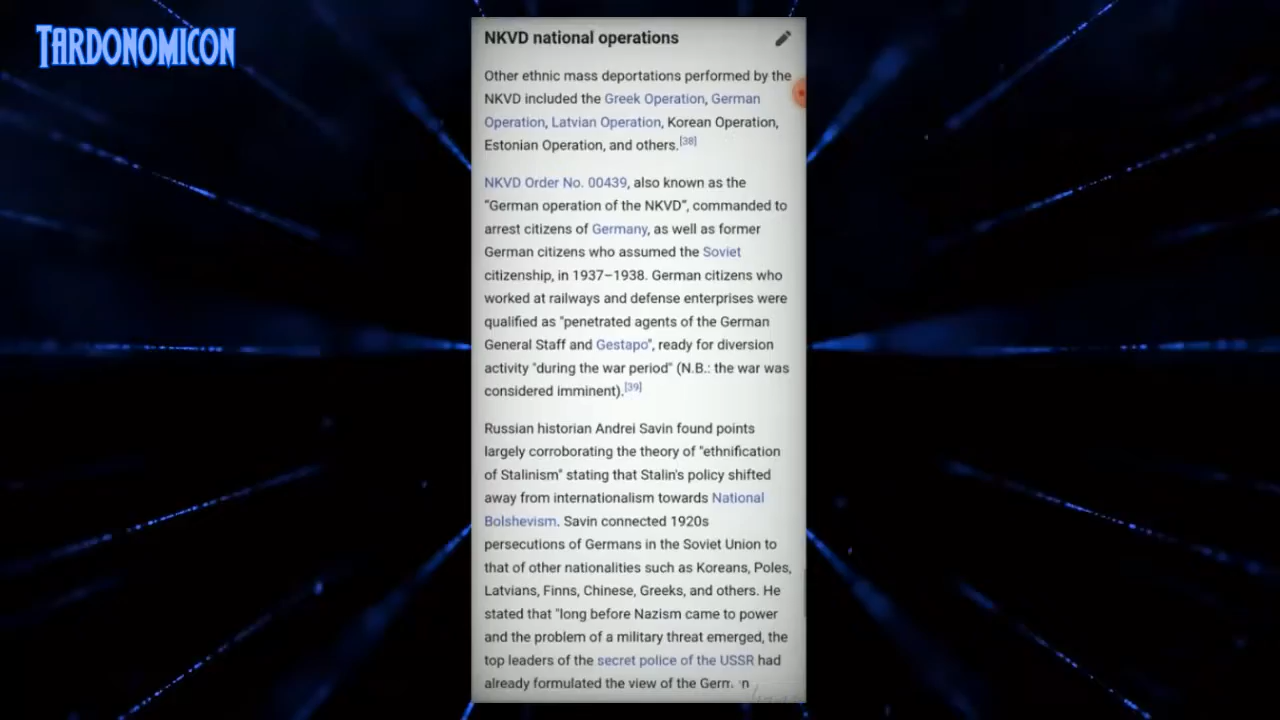 TARDONOMICON
NKVD national operations
Other ethnic mass deportations performed by the
NKVD included the Greek Operation, German
Operation, Latvian Operation, Korean Operation,
Estonian Operation, and others.[38]
NKVD Order No. 00439, also known as the
"German operation of the NKVD", commanded to
arrest citizens of Germany, as well as former
German citizens who assumed the Soviet
citizenship, in 1937–1938. German citizens who
worked at railways and defense enterprises were
qualified as "penetrated agents of the German
General Staff and Gestapo", ready for diversion
activity "during the war period" (N.B.: the war was
considered imminent).[39]
Russian historian Andrei Savin found points
largely corroborating the theory of "ethnification
of Stalinism" stating that Stalin's policy shifted
away from internationalism towards National
Bolshevism. Savin connected 1920s
persecutions of Germans in the Soviet Union to
that of other nationalities such as Koreans, Poles,
Latvians, Finns, Chinese, Greeks, and others. He
stated that "long before Nazism came to power
and the problem of a military threat emerged, the
top leaders of the secret police of the USSR had
already formulated the view of the